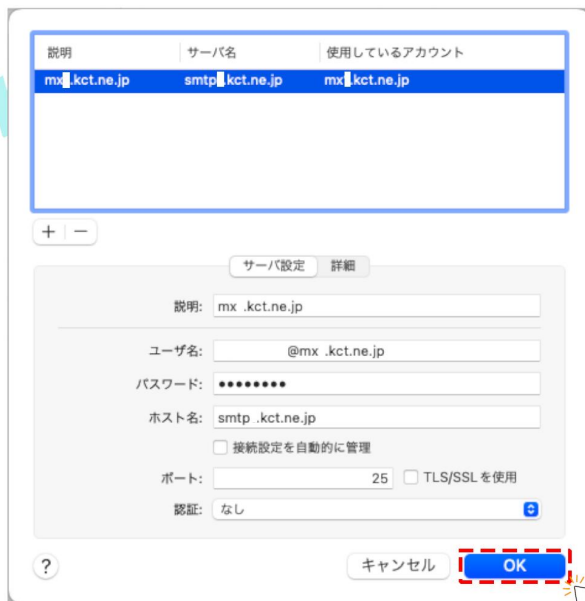 説明 サーバ名 使用しているアカウント
mx .kct.ne.jp smtp .kct.ne.jp mx .kct.ne.jp
+ −
サーバ設定 詳細
説明: mx .kct.ne.jp
ユーザ名: @mx .kct.ne.jp
パスワード: ••••••••
ホスト名: smtp .kct.ne.jp
接続設定を自動的に管理
ポート: 25 TLS/SSLを使用
認証: なし
? キャンセル OK